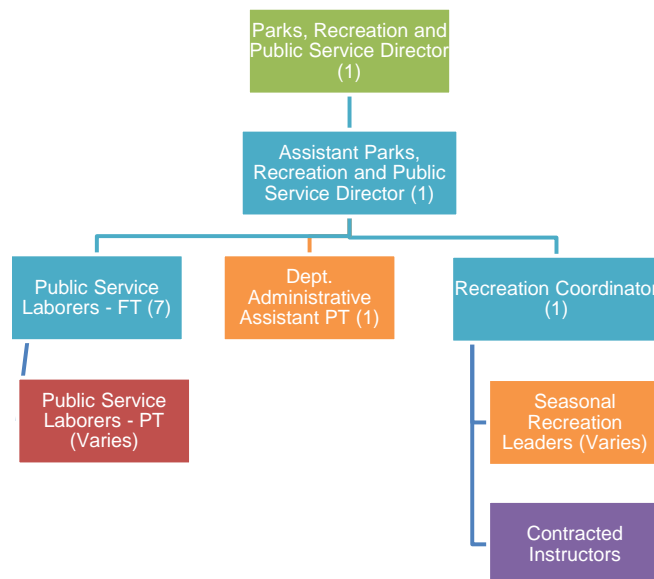 Parks, Recreation and
Public Service Director
(1)
Assistant Parks,
Recreation and Public
Service Director (1)
Public Service
Laborers - FT (7)
Dept.
Administrative
Assistant PT (1)
Recreation Coordinator
(1)
Public Service
Laborers - PT
(Varies)
Seasonal
Recreation
Leaders (Varies)
Contracted
Instructors